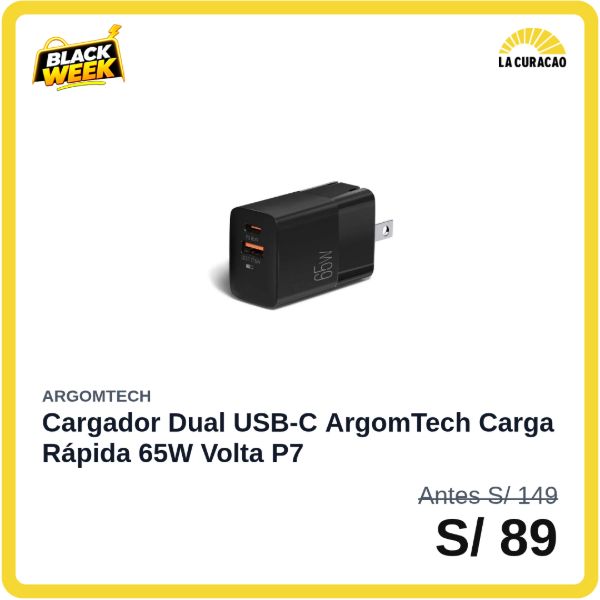 BLACK
WEEK
LA CURACAO
65W
ARGOMTECH
Cargador Dual USB-C ArgomTech Carga
Rápida 65W Volta P7
Antes S/ 149
S/ 89